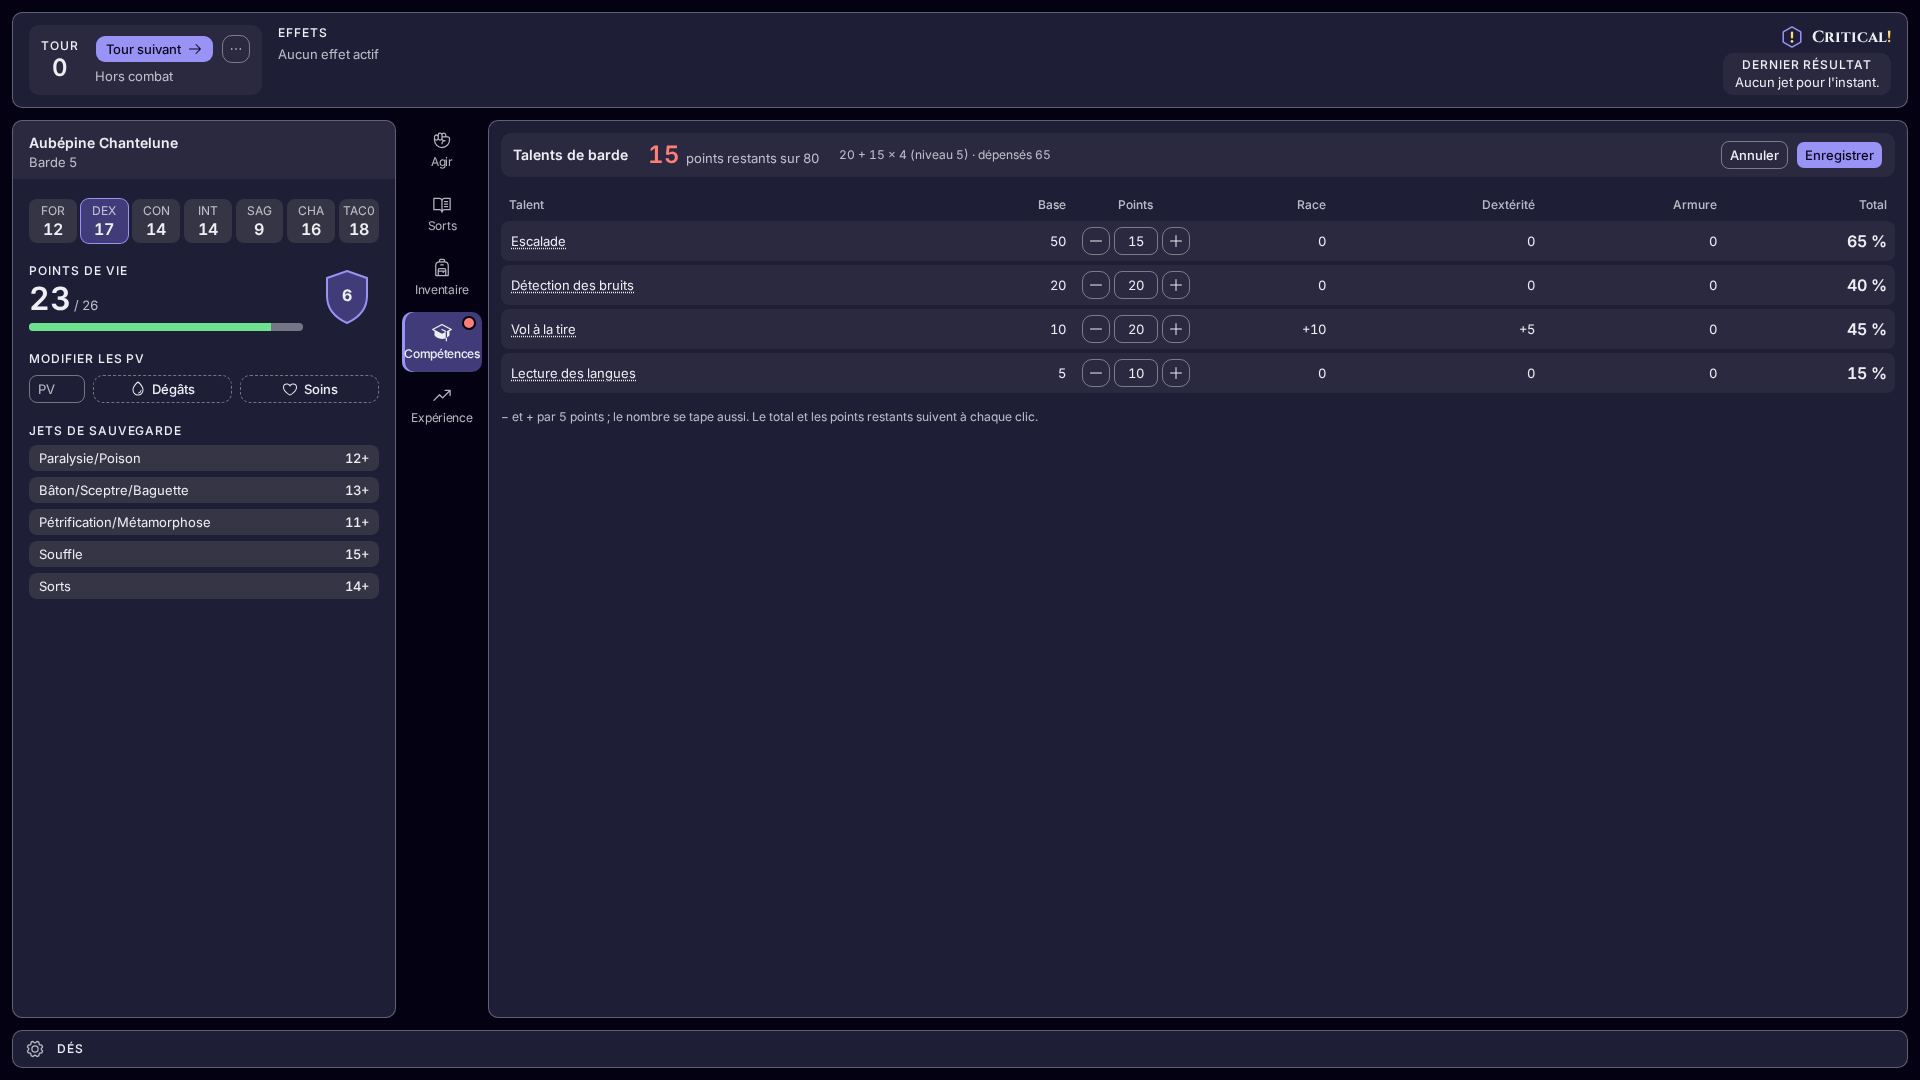 TOUR
0
Tour suivant →
...
Hors combat
EFFETS
Aucun effet actif
CRITICAL!
DERNIER RÉSULTAT
Aucun jet pour l'instant.
Aubépine Chantelune
Barde 5
FOR DEX CON INT SAG CHA TAC0
12 17 14 14 9 16 18
POINTS DE VIE
23 / 26
6
MODIFIER LES PV
PV Dégâts Soins
JETS DE SAUVEGARDE
Paralysie/Poison 12+
Bâton/Sceptre/Baguette 13+
Pétrification/Métamorphose 11+
Souffle 15+
Sorts 14+
Agir
Sorts
Inventaire
Compétences
Expérience
Talents de barde 15 points restants sur 80 20 + 15 × 4 (niveau 5) · dépensés 65 Annuler Enregistrer
Talent Base Points Race Dextérité Armure Total
Escalade 50 − 15 + 0 0 0 65 %
Détection des bruits 20 − 20 + 0 0 0 40 %
Vol à la tire 10 − 20 + +10 +5 0 45 %
Lecture des langues 5 − 10 + 0 0 0 15 %
− et + par 5 points ; le nombre se tape aussi. Le total et les points restants suivent à chaque clic.
DÉS